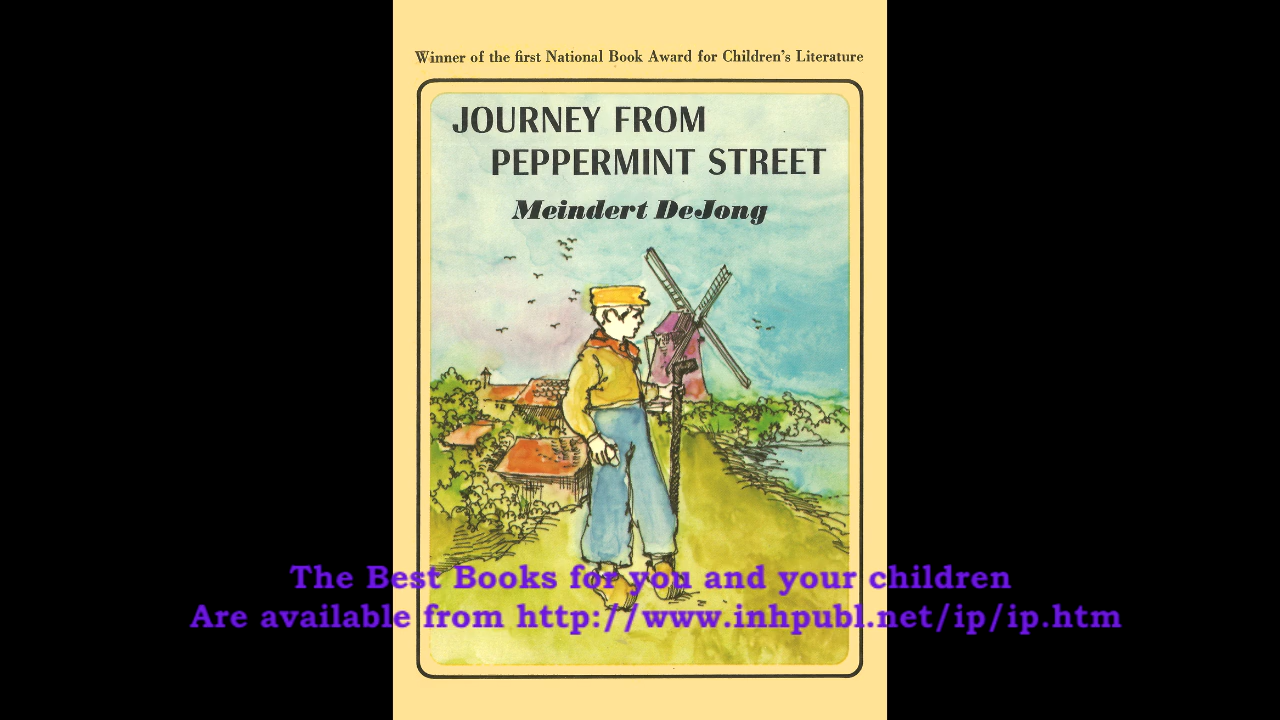 Winner of the first National Book Award for Children's Literature
JOURNEY FROM
PEPPERMINT STREET
Meindert DeJong
The Best Books for you and your children
Are available from http://www.inhpubl.net/ip/ip.htm